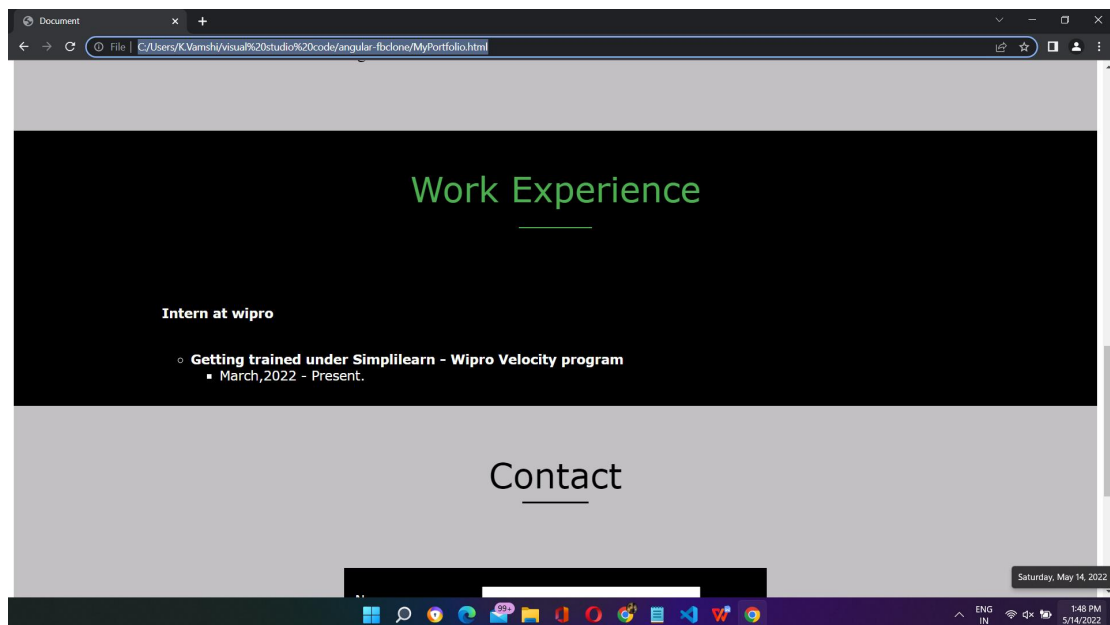 Document
File | C:/Users/K.Vamshi/visual%20studio%20code/angular-fbclone/MyPortfolio.html
Work Experience
Intern at wipro
Getting trained under Simplilearn - Wipro Velocity program
March,2022 - Present.
Contact
Saturday, May 14, 2022
99+
ENG
IN
1:48 PM
5/14/2022